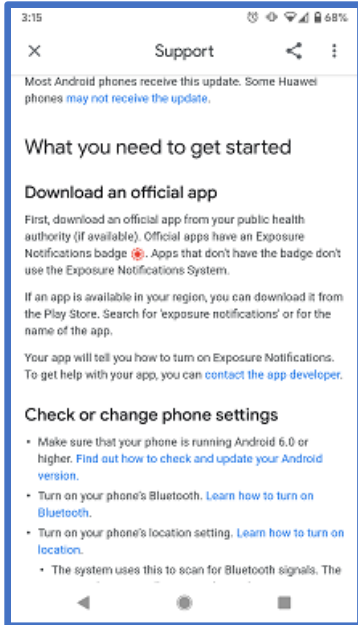 3:15
68%
Support
Most Android phones receive this update. Some Huawei
phones may not receive the update.
What you need to get started
Download an official app
First, download an official app from your public health
authority (if available). Official apps have an Exposure
Notifications badge . Apps that don't have the badge don't
use the Exposure Notifications System.
If an app is available in your region, you can download it from
the Play Store. Search for 'exposure notifications' or for the
name of the app.
Your app will tell you how to turn on Exposure Notifications.
To get help with your app, you can contact the app developer.
Check or change phone settings
• Make sure that your phone is running Android 6.0 or
higher. Find out how to check and update your Android
version.
• Turn on your phone's Bluetooth. Learn how to turn on
Bluetooth.
• Turn on your phone's location setting. Learn how to turn on
location.
• The system uses this to scan for Bluetooth signals. The